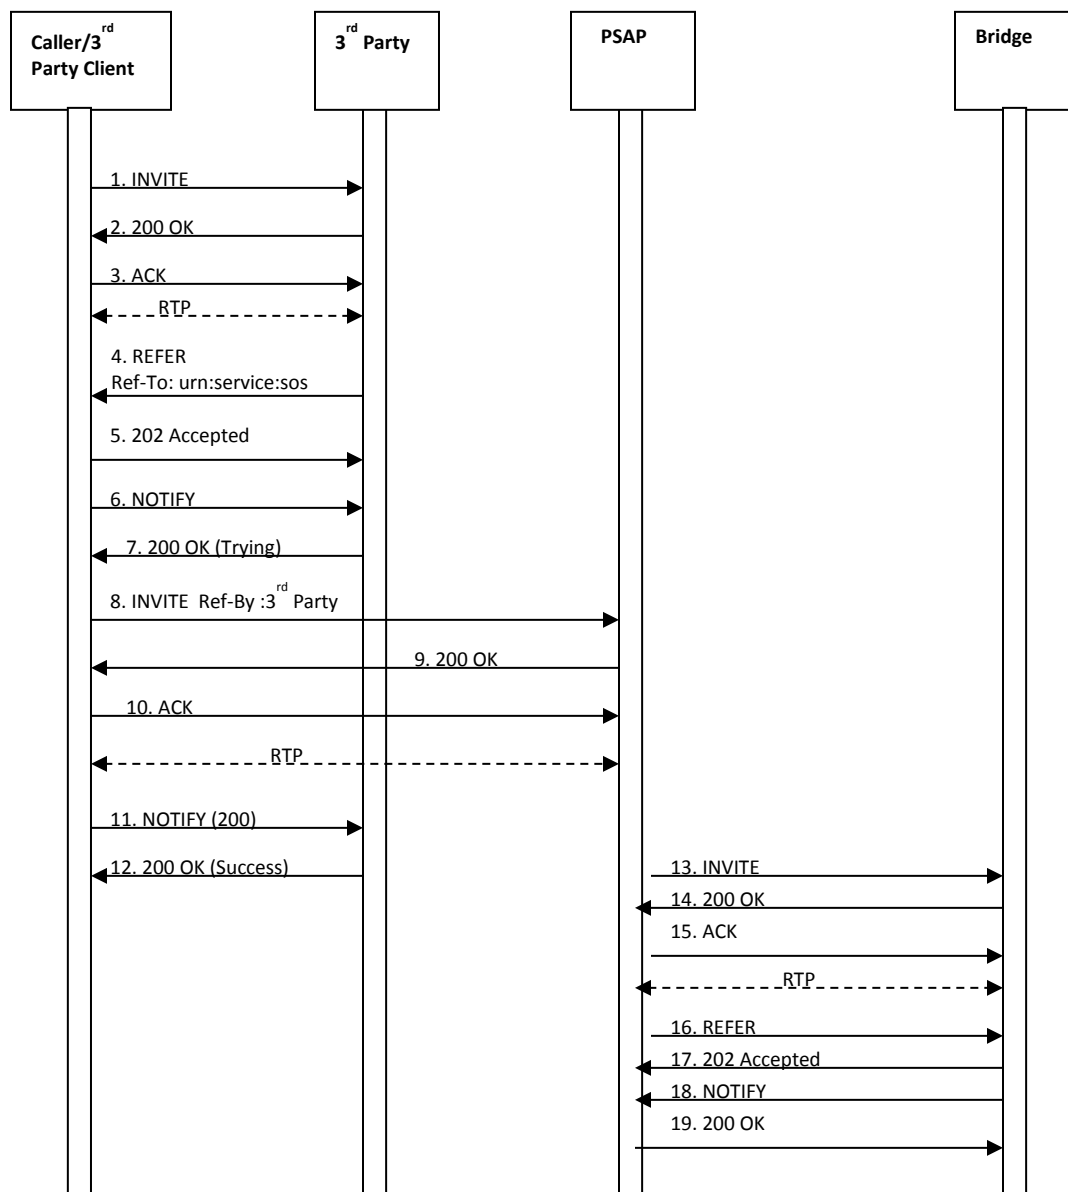 Caller/3rd
Party Client
3rd Party
PSAP
Bridge
1. INVITE
2. 200 OK
3. ACK
RTP
4. REFER
Ref-To: urn:service:sos
5. 202 Accepted
6. NOTIFY
7. 200 OK (Trying)
8. INVITE Ref-By :3rd Party
9. 200 OK
10. ACK
RTP
11. NOTIFY (200)
12. 200 OK (Success)
13. INVITE
14. 200 OK
15. ACK
RTP
16. REFER
17. 202 Accepted
18. NOTIFY
19. 200 OK